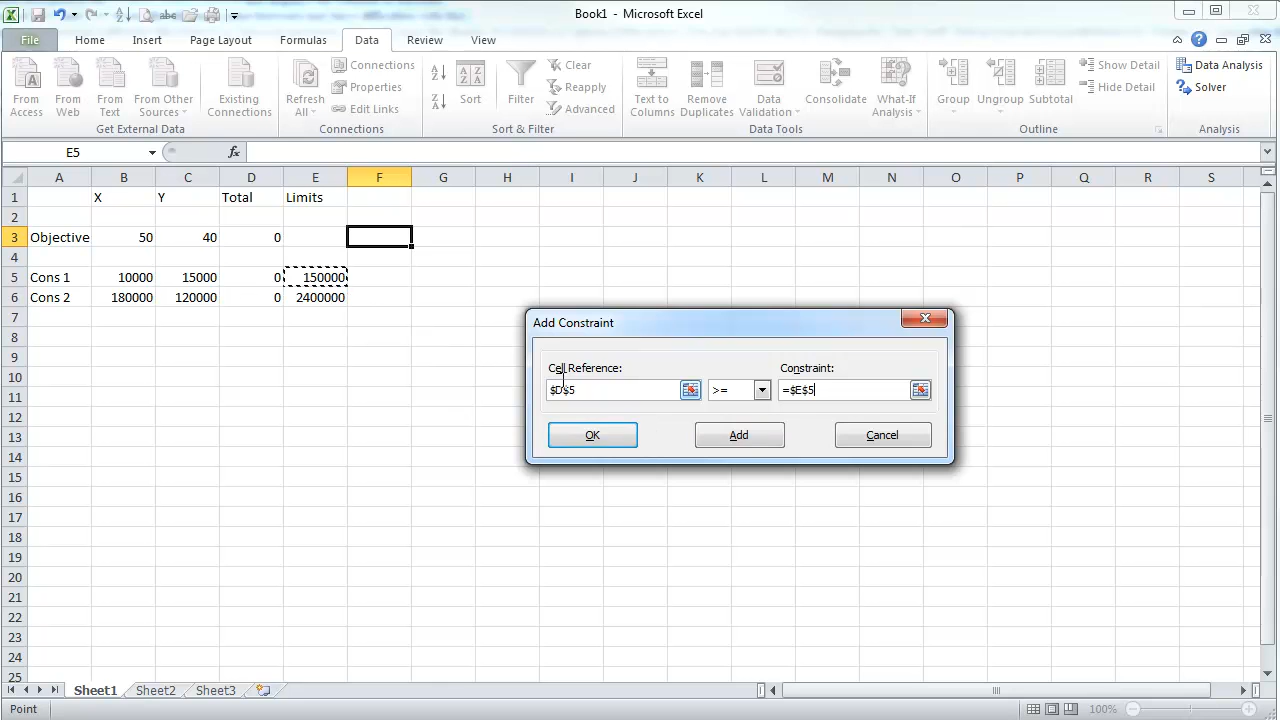 Book1 - Microsoft Excel
File Home Insert Page Layout Formulas Data Review View
From Access
From Web
From Text
From Other Sources
Existing Connections
Get External Data
Refresh All
Connections
Properties
Edit Links
Connections
Sort
Filter
Clear
Reapply
Advanced
Sort & Filter
Text to Columns
Remove Duplicates
Data Validation
Consolidate
What-If Analysis
Data Tools
Group
Ungroup
Subtotal
Show Detail
Hide Detail
Outline
Data Analysis
Solver
Analysis
E5 fx
A B C D E F G H I J K L M N O P Q R S
1 X Y Total Limits
2
3 Objective 50 40 0
4
5 Cons 1 10000 15000 0 150000
6 Cons 2 180000 120000 0 2400000
7
8
9
10
11
12
13
14
15
16
17
18
19
20
21
22
23
24
25
Add Constraint
Cell Reference: Constraint:
$D$5 >= =$E$5
OK Add Cancel
Sheet1 Sheet2 Sheet3
Point 100%